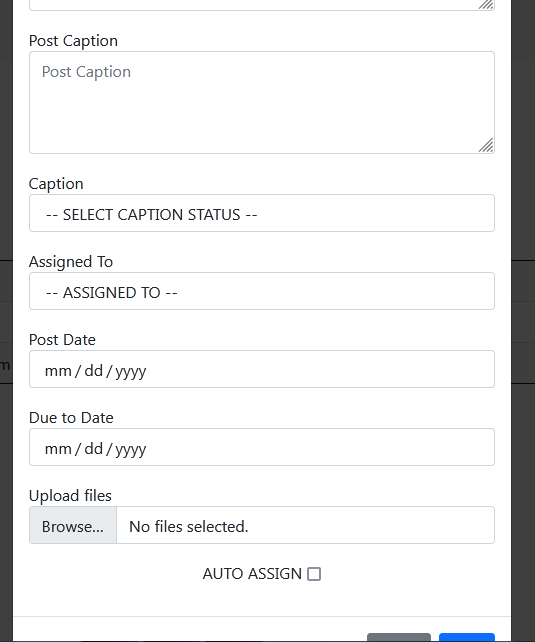 Post Caption
Post Caption
Caption
-- SELECT CAPTION STATUS --
Assigned To
-- ASSIGNED TO --
Post Date
mm / dd / yyyy
Due to Date
mm / dd / yyyy
Upload files
Browse... No files selected.
AUTO ASSIGN